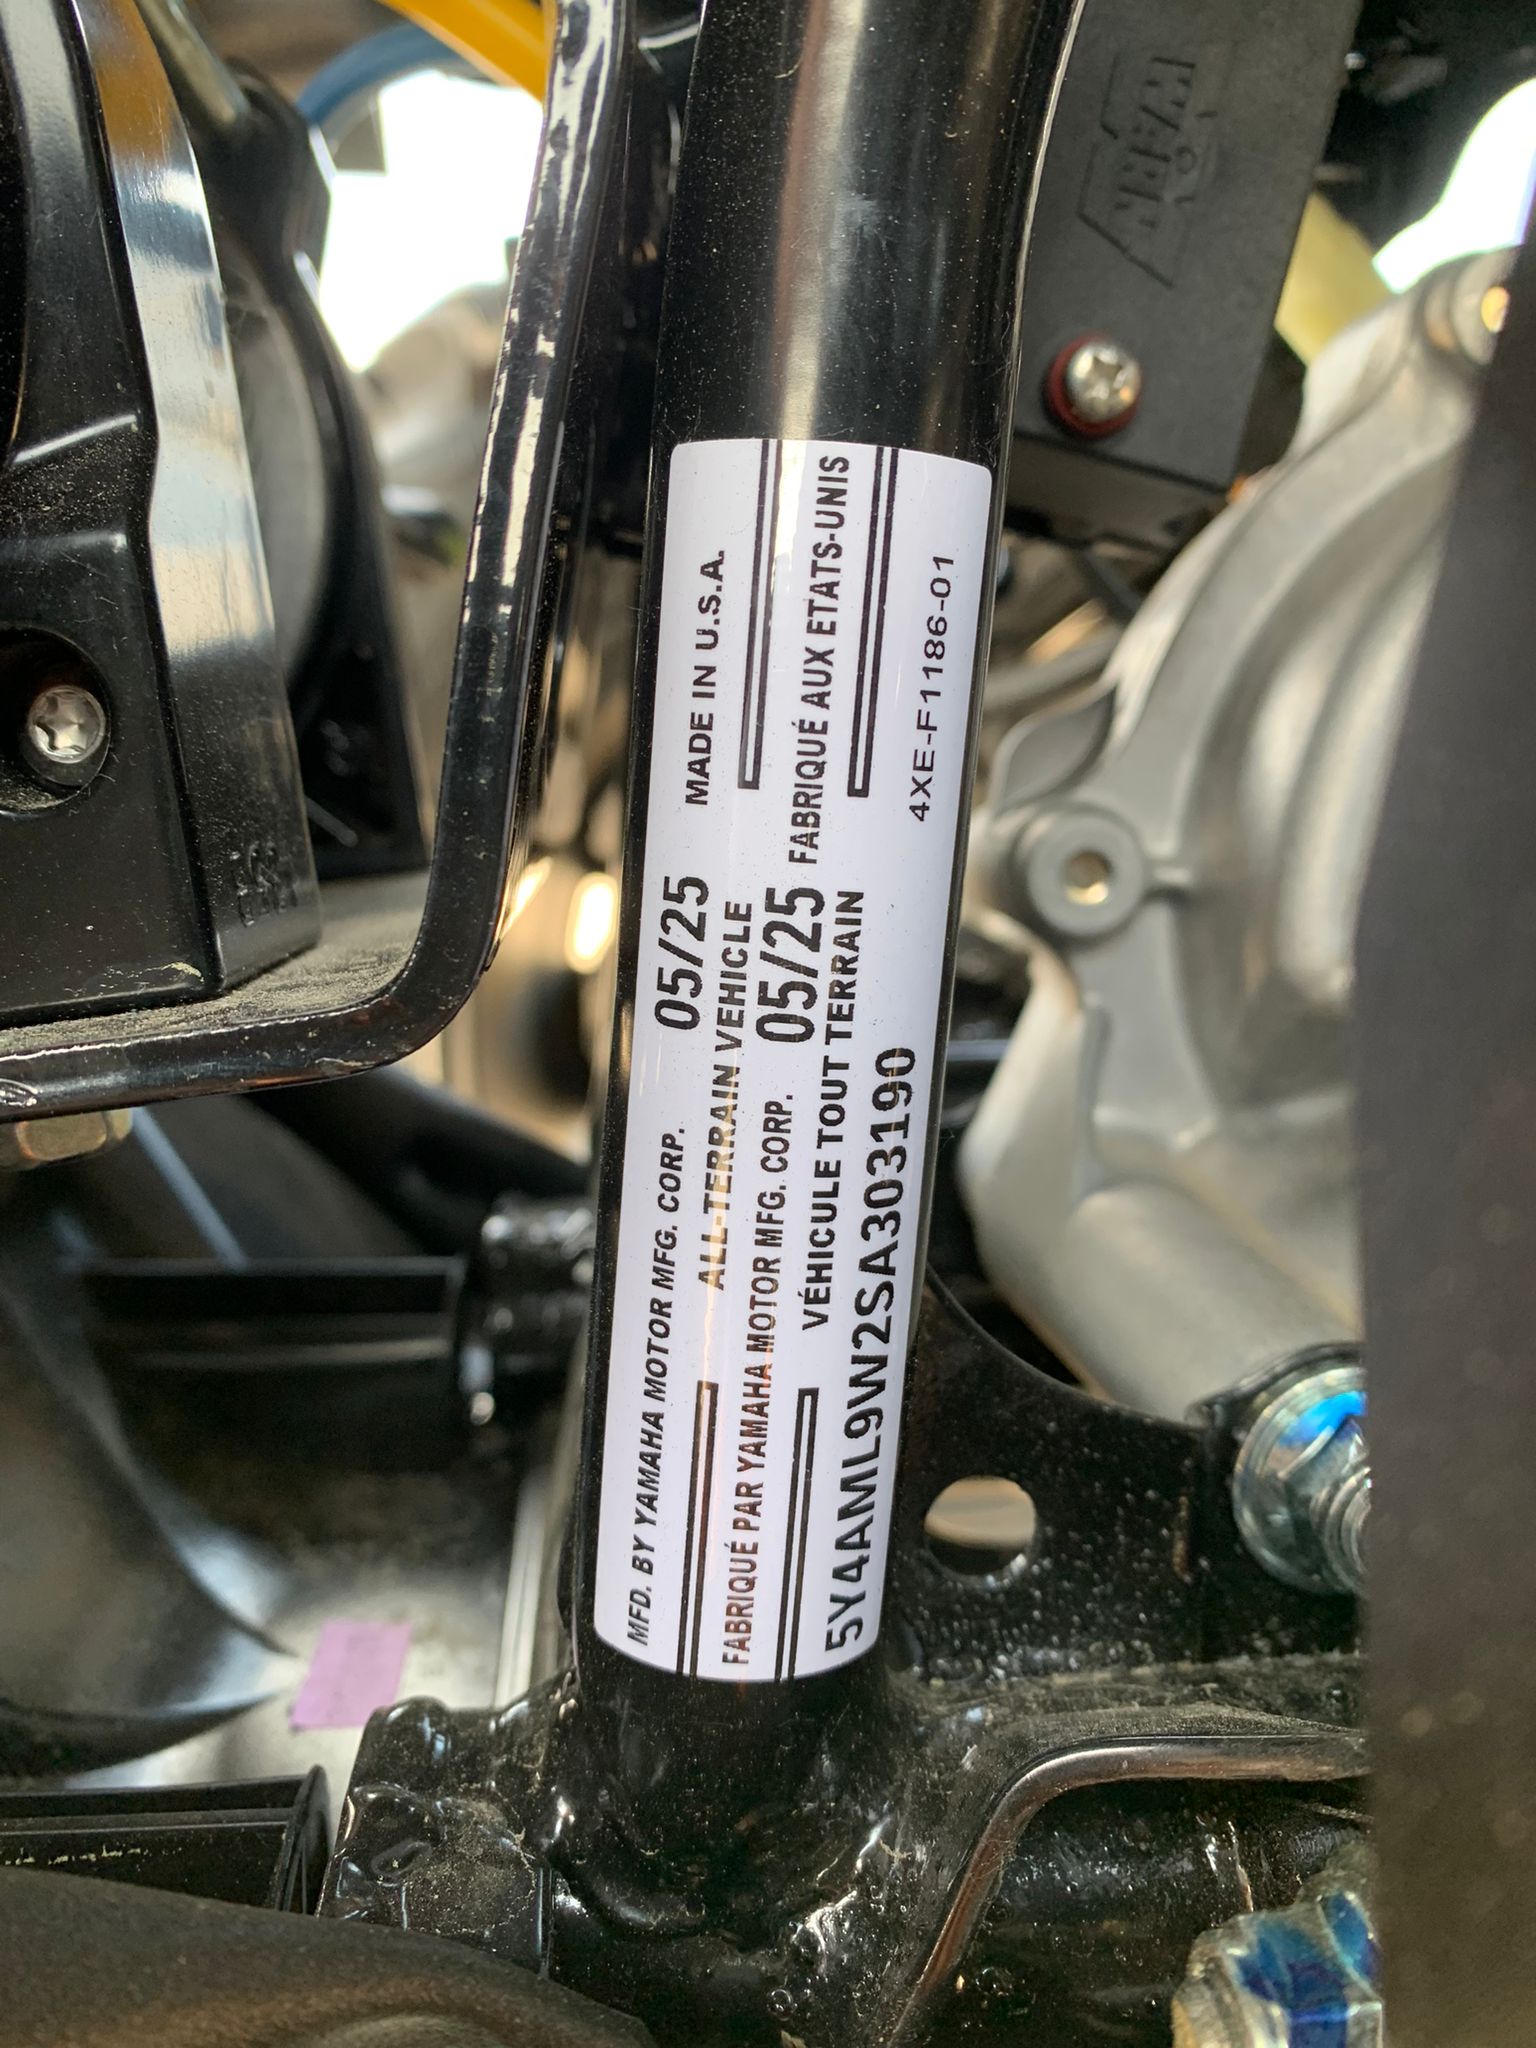 MFD. BY YAMAHA MOTOR MFG. CORP. 05/25 MADE IN U.S.A.
ALL-TERRAIN VEHICLE
FABRIQUÉ PAR YAMAHA MOTOR MFG. CORP. 05/25 FABRIQUÉ AUX ETATS-UNIS
VÉHICULE TOUT TERRAIN
5Y4AML9W2SA303190
4XE-F1186-01
WARN